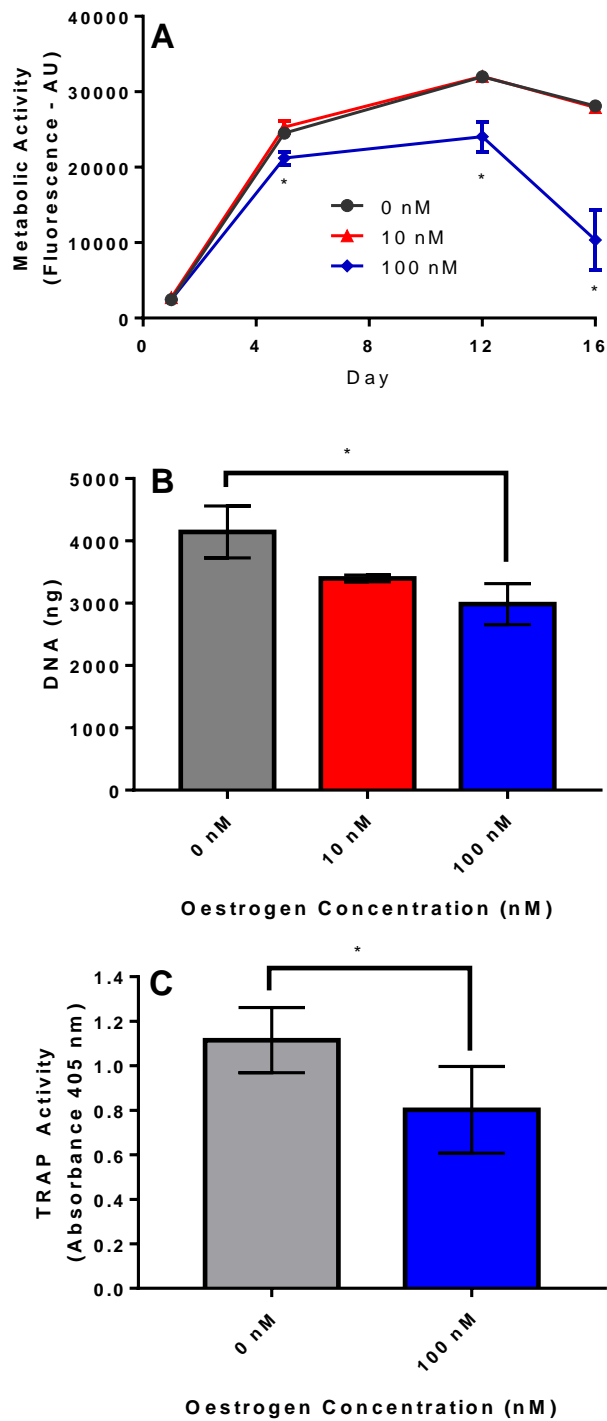 A
Metabolic Activity
(Fluorescence - AU)
40000
30000
20000
10000
0
0 4 8 12 16
Day
0 nM
10 nM
100 nM
*
*
*
B
*
DNA (ng)
5000
4000
3000
2000
1000
0
0 nM
10 nM
100 nM
Oestrogen Concentration (nM)
C
*
TRAP Activity
(Absorbance 405 nm)
1.4
1.2
1.0
0.8
0.6
0.4
0.2
0.0
0 nM
100 nM
Oestrogen Concentration (nM)